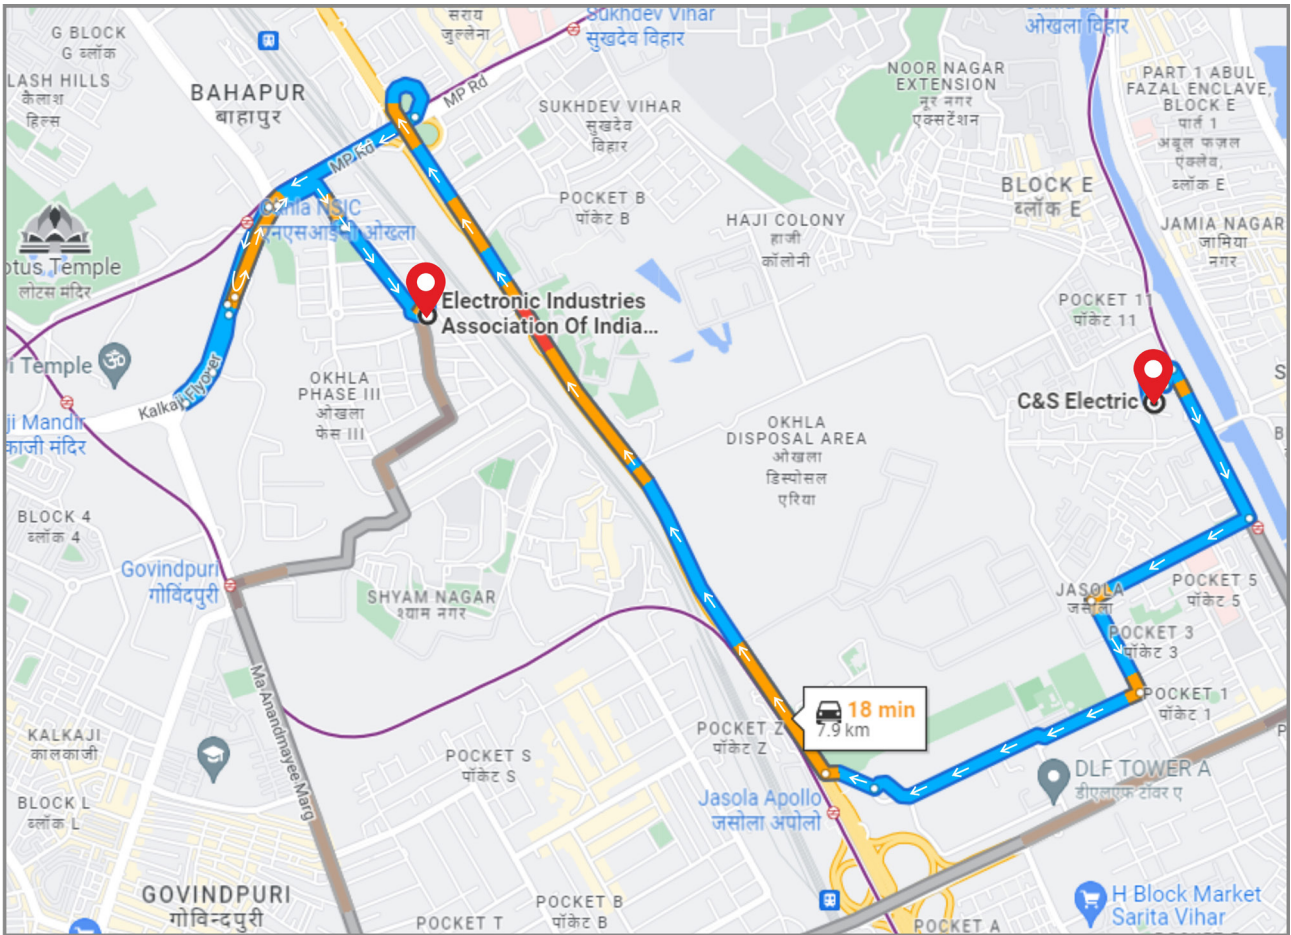 G BLOCK
G ब्लॉक
LASH HILLS
कैलाश
हिल्स
BAHAPUR
बाहापुर
सराय
जुल्लेना
Sukhdev Vihar
सुखदेव विहार
MP Rd
SUKHDEV VIHAR
सुखदेव
विहार
NOOR NAGAR
EXTENSION
नूर नगर
एक्सटेंशन
ओखला विहार
PART 1 ABUL
FAZAL ENCLAVE,
BLOCK E
पार्ट 1
अबुल फ़ज़ल
एंक्लेव,
ब्लॉक E
MP Rd
POCKET B
पॉकेट B
BLOCK E
ब्लॉक E
HAJI COLONY
हाजी
कॉलोनी
JAMIA NAGAR
जामिया
नगर
NSIC
एनएसआईसी ओखला
otus Temple
लोटस मंदिर
Electronic Industries
Association Of India...
POCKET 11
पॉकेट 11
i Temple
OKHLA
PHASE III
ओखला
फेस III
Kalkaji Flyover
ji Mandir
काजी मंदिर
C&S Electric
OKHLA
DISPOSAL AREA
ओखला
डिस्पोसल
एरिया
BLOCK 4
ब्लॉक 4
Govindpuri
गोविंदपुरी
SHYAM NAGAR
श्याम नगर
JASOLA
जसोला
POCKET 5
पॉकेट 5
POCKET 3
पॉकेट 3
POCKET 1
पॉकेट 1
Ma Anandmayee Marg
18 min
7.9 km
POCKET Z
पॉकेट Z
KALKAJI
कालकाजी
POCKET S
पॉकेट S
DLF TOWER A
डीएलएफ टॉवर ए
Jasola Apollo
जसोला अपोलो
BLOCK L
ब्लॉक L
GOVINDPURI
गोविन्दपुरी
POCKET T
POCKET B
पॉकेट B
POCKET A
H Block Market
Sarita Vihar